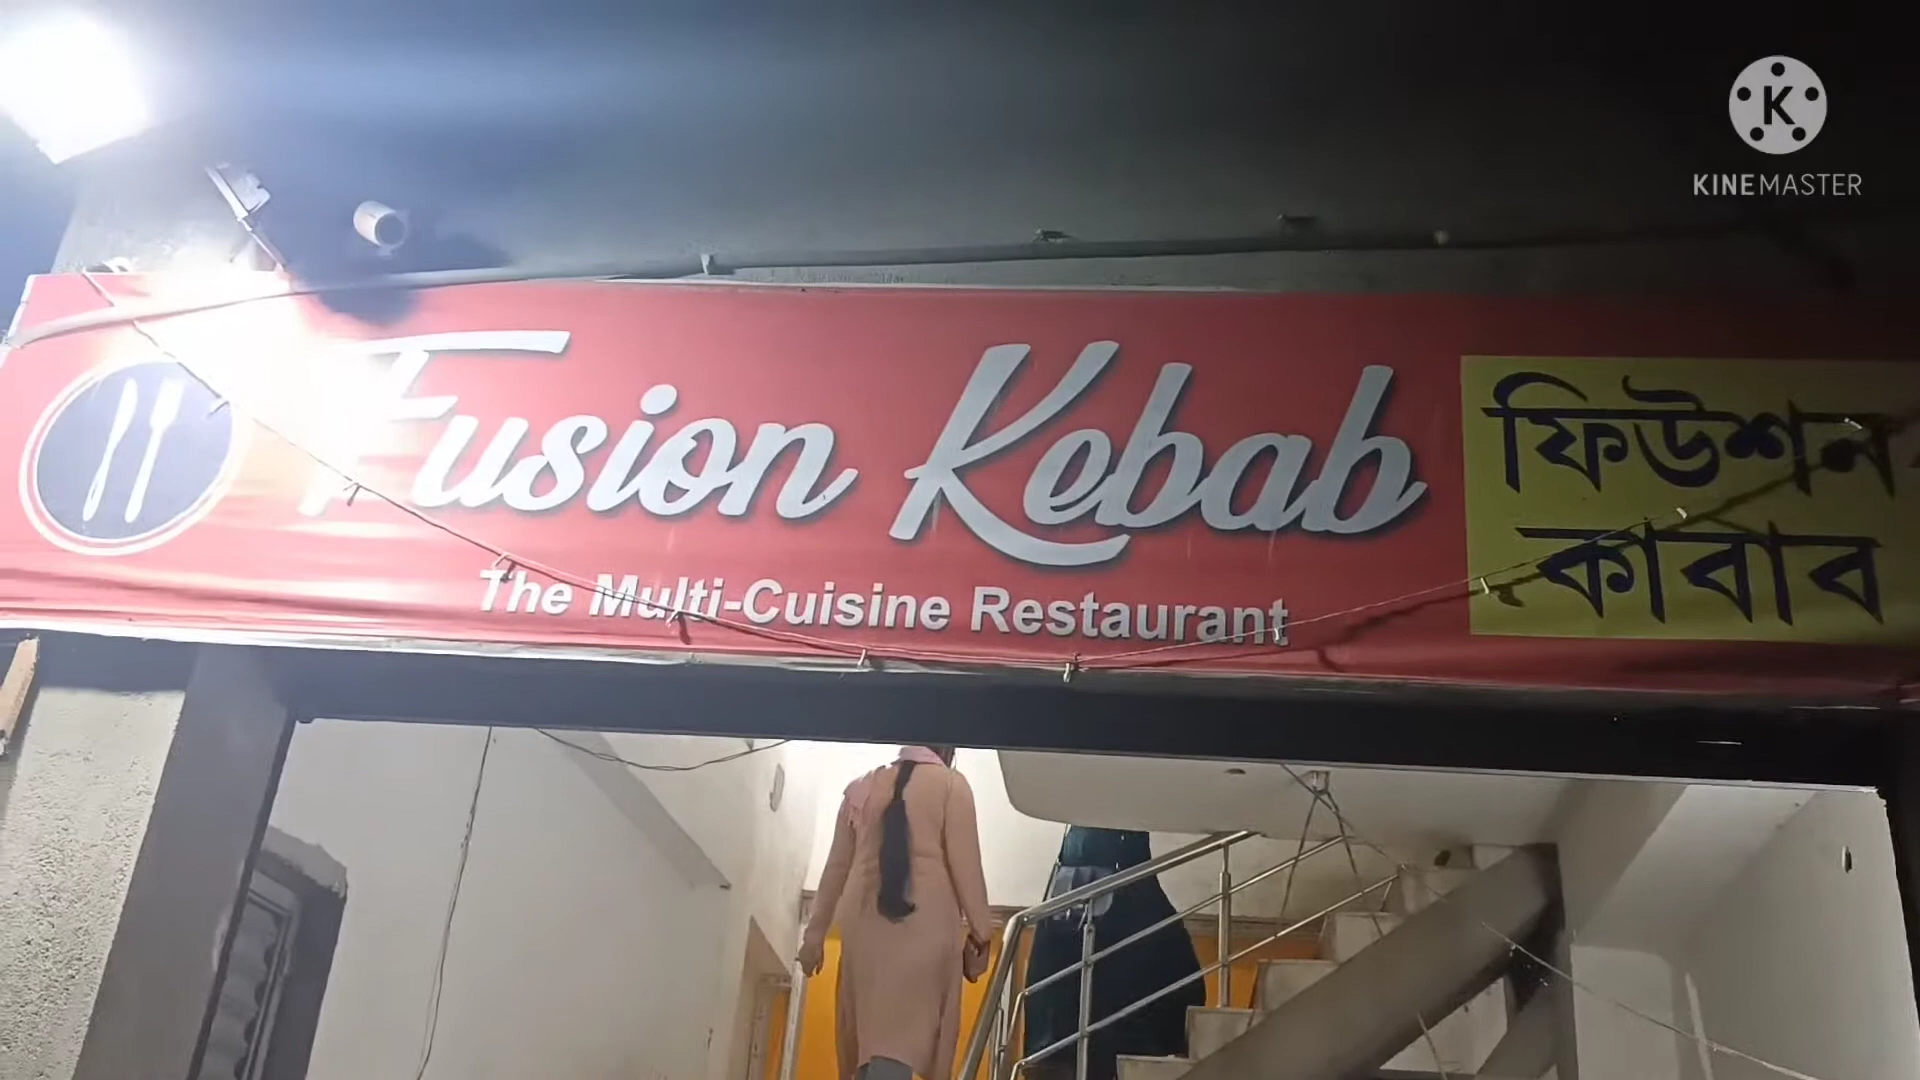 K
KINEMASTER
Fusion Kebab
The Multi-Cuisine Restaurant
ফিউশন
কাবাব